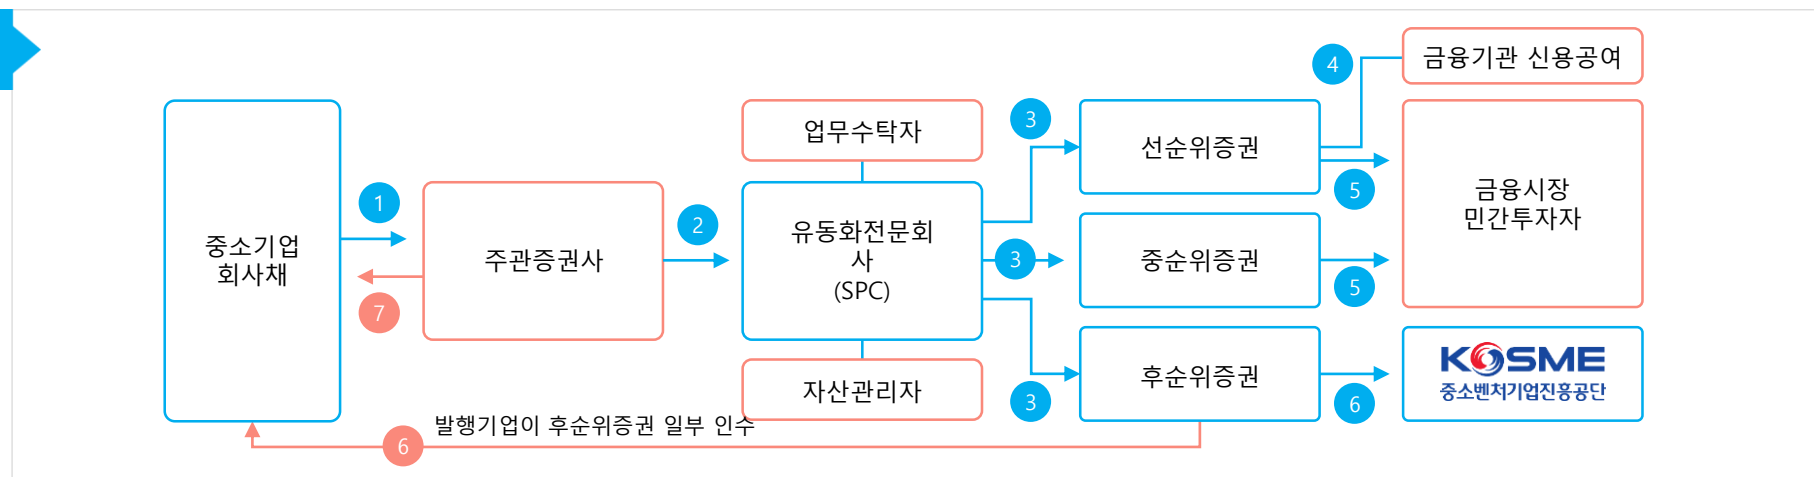 4
금융기관 신용공여
업무수탁자
3
선순위증권
1
2
5
금융시장
민간투자자
중소기업
회사채
주관증권사
유동화전문회
사
(SPC)
3
중순위증권
5
7
KOSME
중소벤처기업진흥공단
자산관리자
3
후순위증권
6
발행기업이 후순위증권 일부 인수
6